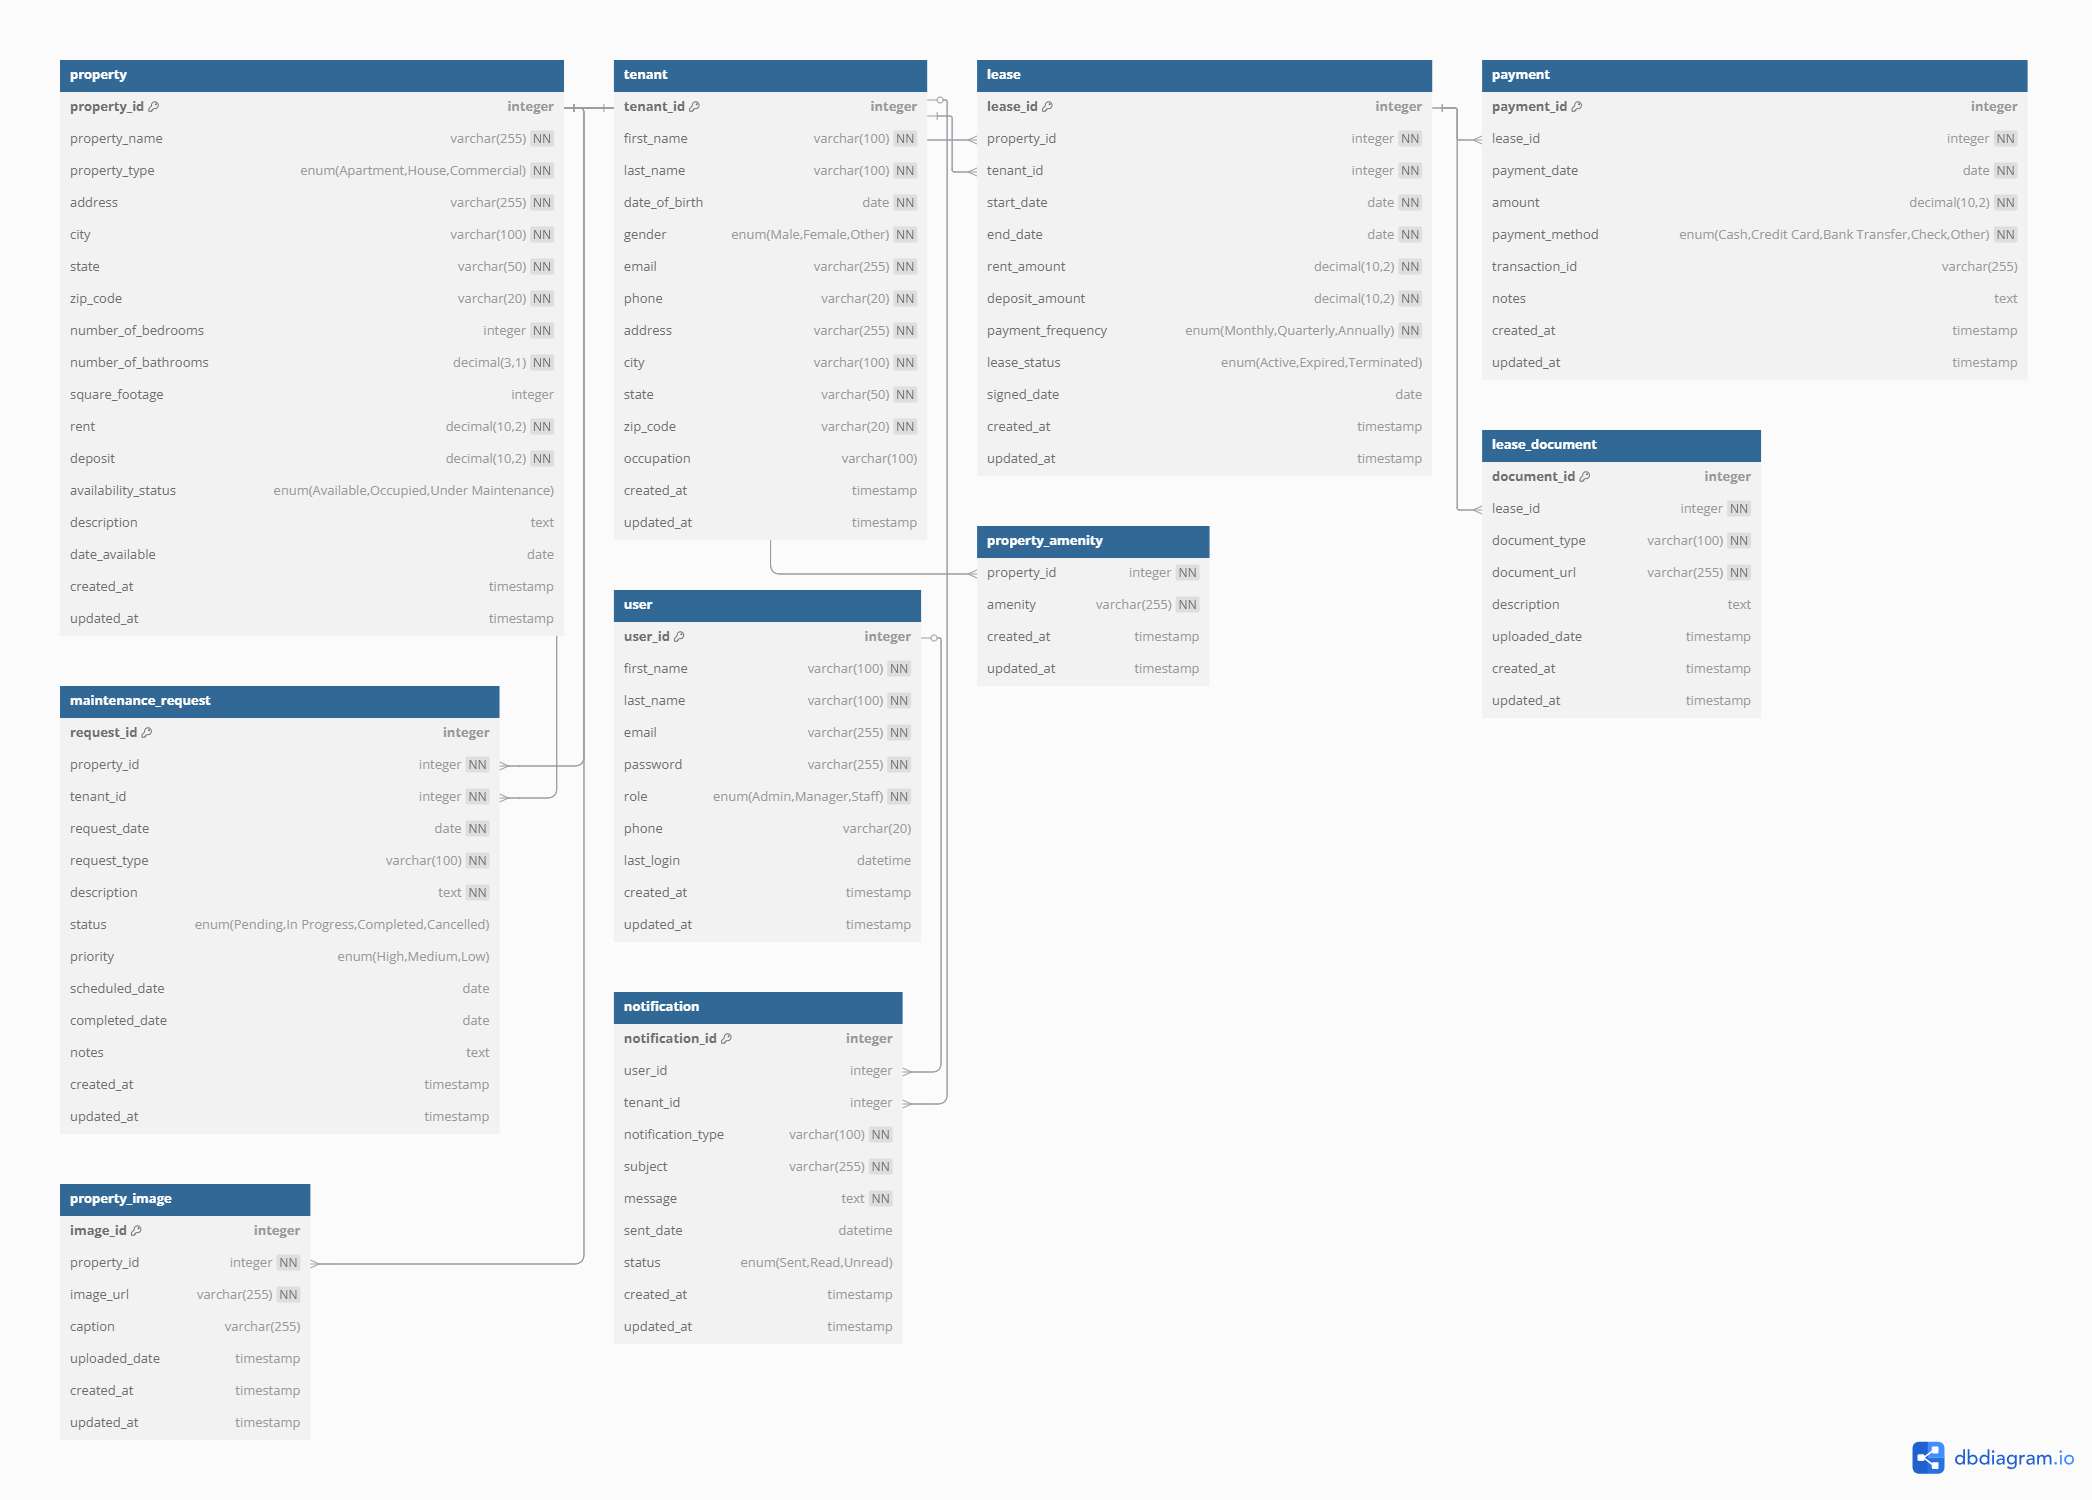 property
property_id integer
property_name varchar(255) NN
property_type enum(Apartment,House,Commercial) NN
address varchar(255) NN
city varchar(100) NN
state varchar(50) NN
zip_code varchar(20) NN
number_of_bedrooms integer NN
number_of_bathrooms decimal(3,1) NN
square_footage integer
rent decimal(10,2) NN
deposit decimal(10,2) NN
availability_status enum(Available,Occupied,Under Maintenance)
description text
date_available date
created_at timestamp
updated_at timestamp
maintenance_request
request_id integer
property_id integer NN
tenant_id integer NN
request_date date NN
request_type varchar(100) NN
description text NN
status enum(Pending,In Progress,Completed,Cancelled)
priority enum(High,Medium,Low)
scheduled_date date
completed_date date
notes text
created_at timestamp
updated_at timestamp
property_image
image_id integer
property_id integer NN
image_url varchar(255) NN
caption varchar(255)
uploaded_date timestamp
created_at timestamp
updated_at timestamp
tenant
tenant_id integer
first_name varchar(100) NN
last_name varchar(100) NN
date_of_birth date NN
gender enum(Male,Female,Other) NN
email varchar(255) NN
phone varchar(20) NN
address varchar(255) NN
city varchar(100) NN
state varchar(50) NN
zip_code varchar(20) NN
occupation varchar(100)
created_at timestamp
updated_at timestamp
user
user_id integer
first_name varchar(100) NN
last_name varchar(100) NN
email varchar(255) NN
password varchar(255) NN
role enum(Admin,Manager,Staff) NN
phone varchar(20)
last_login datetime
created_at timestamp
updated_at timestamp
notification
notification_id integer
user_id integer
tenant_id integer
notification_type varchar(100) NN
subject varchar(255) NN
message text NN
sent_date datetime
status enum(Sent,Read,Unread)
created_at timestamp
updated_at timestamp
lease
lease_id integer
property_id integer NN
tenant_id integer NN
start_date date NN
end_date date NN
rent_amount decimal(10,2) NN
deposit_amount decimal(10,2) NN
payment_frequency enum(Monthly,Quarterly,Annually) NN
lease_status enum(Active,Expired,Terminated)
signed_date date
created_at timestamp
updated_at timestamp
property_amenity
property_id integer NN
amenity varchar(255) NN
created_at timestamp
updated_at timestamp
payment
payment_id integer
lease_id integer NN
payment_date date NN
amount decimal(10,2) NN
payment_method enum(Cash,Credit Card,Bank Transfer,Check,Other) NN
transaction_id varchar(255)
notes text
created_at timestamp
updated_at timestamp
lease_document
document_id integer
lease_id integer NN
document_type varchar(100) NN
document_url varchar(255) NN
description text
uploaded_date timestamp
created_at timestamp
updated_at timestamp
dbdiagram.io